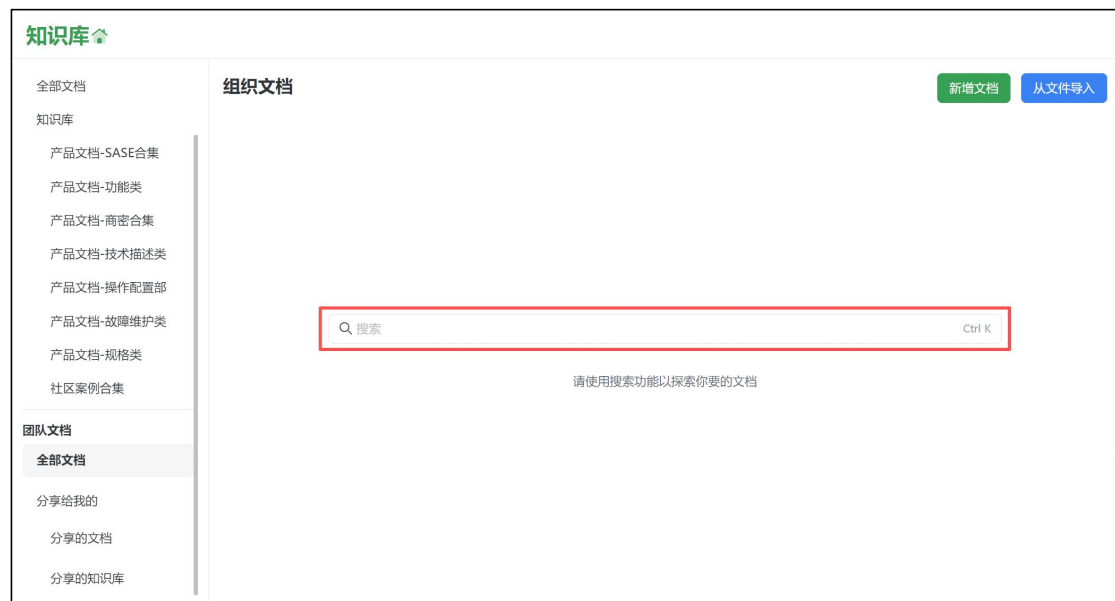 知识库
全部文档
知识库
产品文档-SASE合集
产品文档-功能类
产品文档-商密合集
产品文档-技术描述类
产品文档-操作配置部
产品文档-故障维护类
产品文档-规格类
社区案例合集
团队文档
全部文档
分享给我的
分享的文档
分享的知识库
组织文档
新增文档
从文件导入
搜索
Ctrl K
请使用搜索功能以探索你要的文档